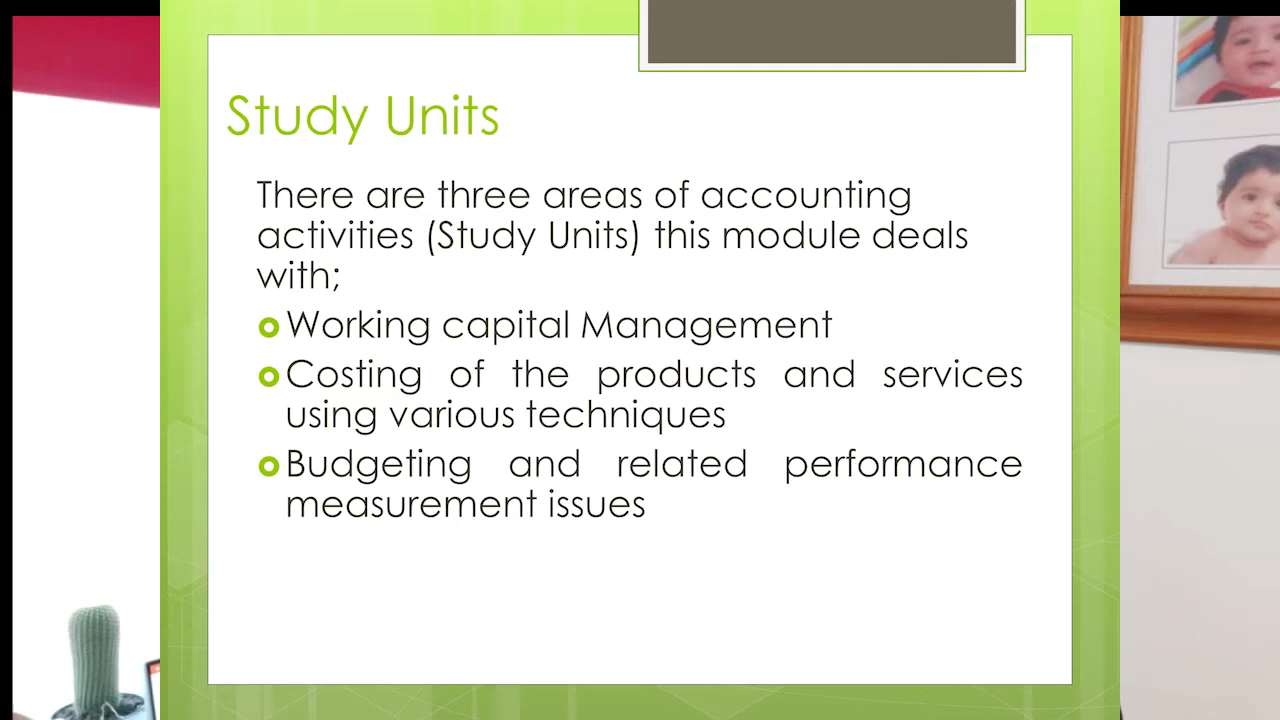 Study Units
There are three areas of accounting
activities (Study Units) this module deals
with;
Working capital Management
Costing of the products and services
using various techniques
Budgeting and related performance
measurement issues